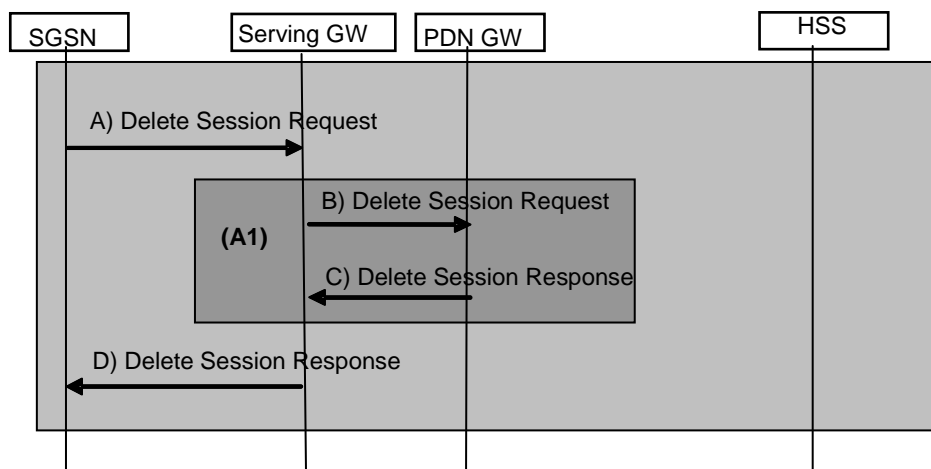 SGSN
Serving GW
PDN GW
HSS
A) Delete Session Request
B) Delete Session Request
(A1)
C) Delete Session Response
D) Delete Session Response